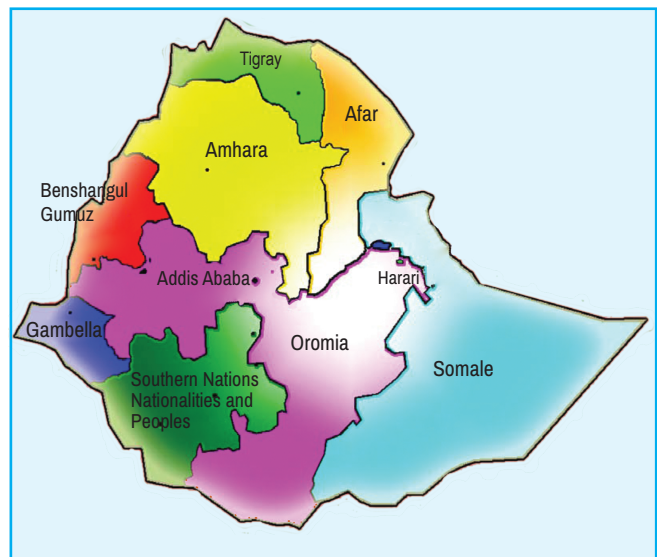 Tigray
Afar
Amhara
Benshangul
Gumuz
Addis Ababa
Harari
Gambella
Oromia
Somale
Southern Nations
Nationalities and
Peoples